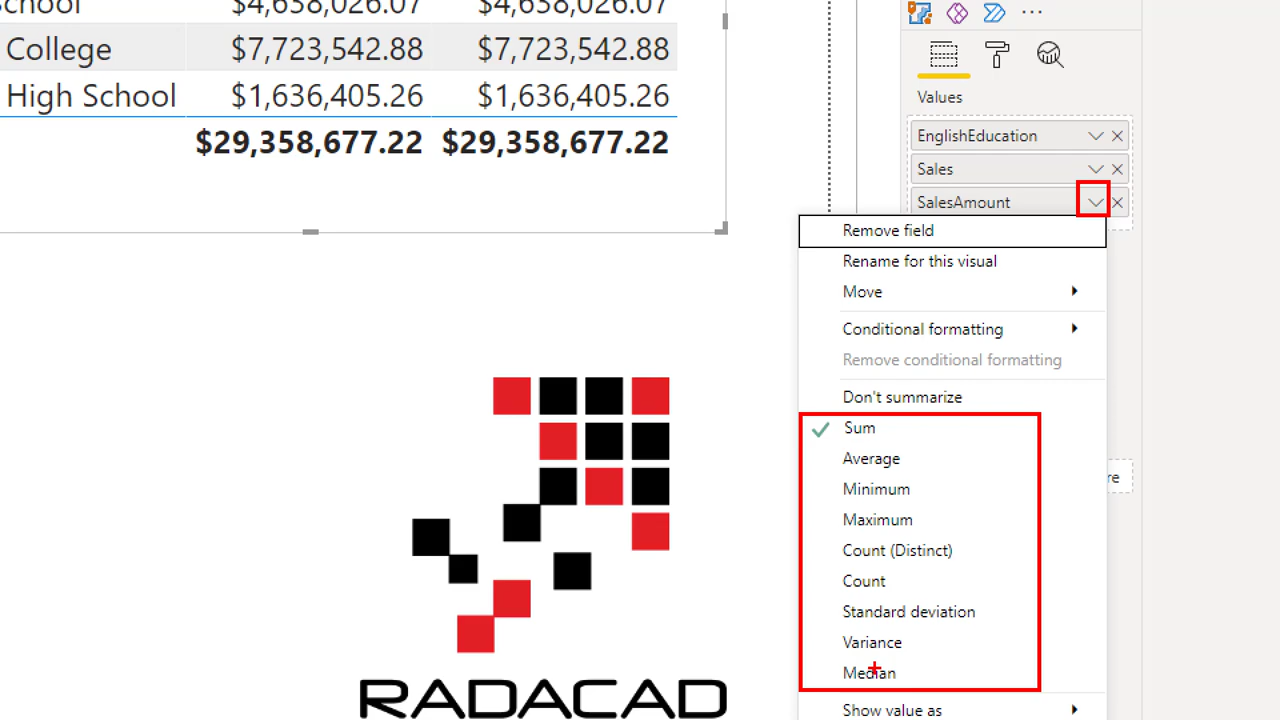 School $4,638,026.07 $4,638,026.07
College $7,723,542.88 $7,723,542.88
High School $1,636,405.26 $1,636,405.26
$29,358,677.22 $29,358,677.22
Values
EnglishEducation
Sales
SalesAmount
Remove field
Rename for this visual
Move
Conditional formatting
Remove conditional formatting
Don't summarize
Sum
Average
Minimum
Maximum
Count (Distinct)
Count
Standard deviation
Variance
Median
Show value as
re
RADACAD